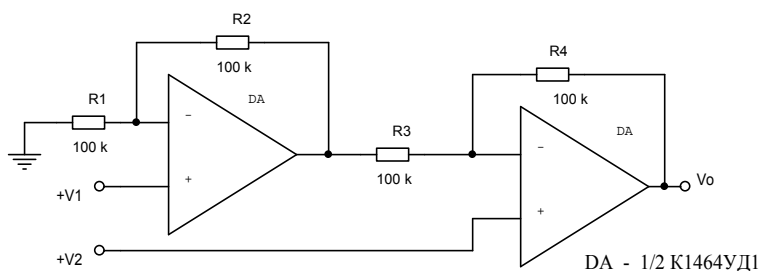 R2
100 k
R1
100 k
DA
−
+
+V1
+V2
R3
100 k
R4
100 k
DA
−
+
Vo
DA - 1/2 К1464УД1